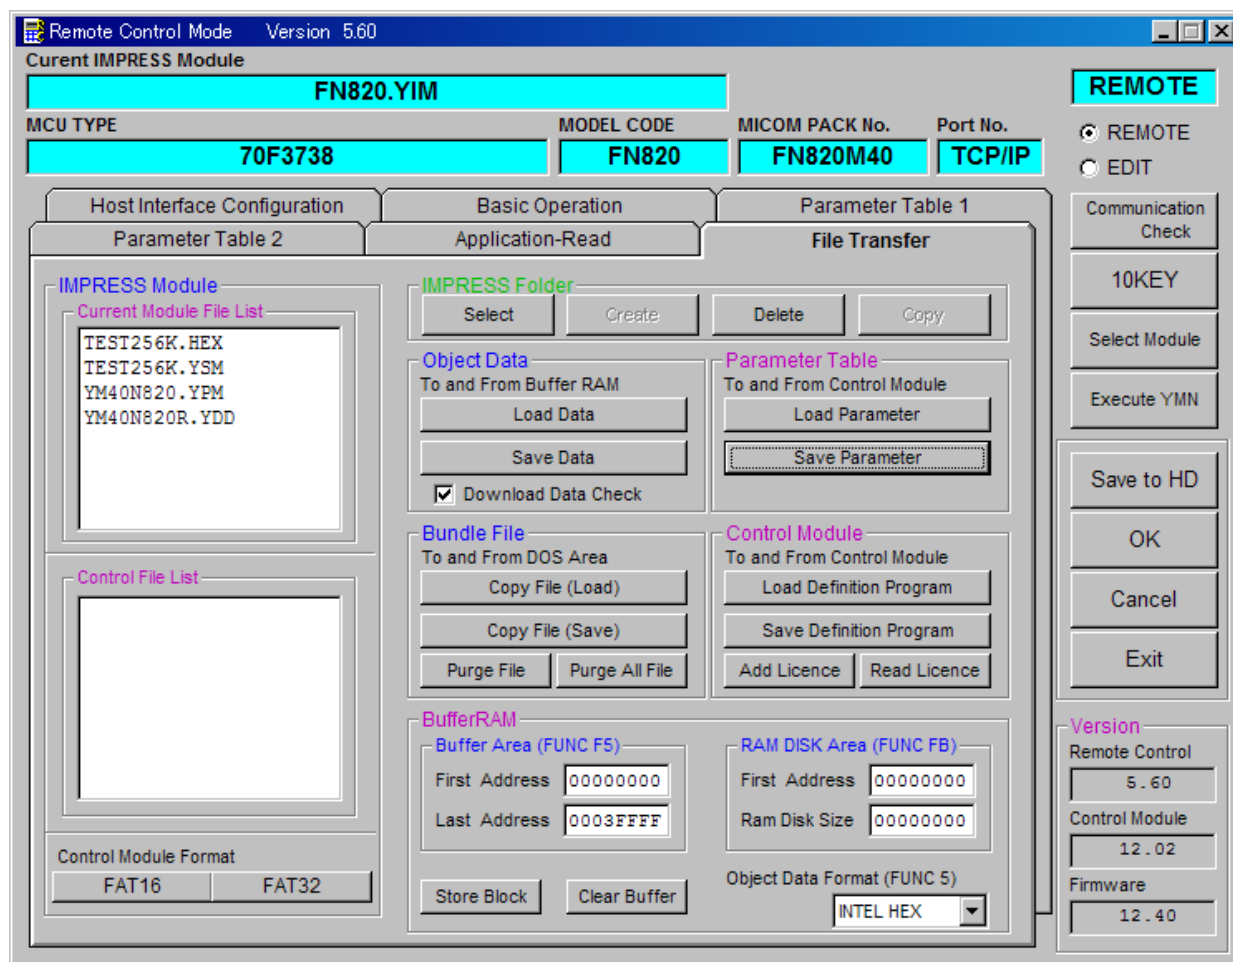 Remote Control Mode Version 5.60
Curent IMPRESS Module
FN820.YIM
REMOTE
MCU TYPE MODEL CODE MICOM PACK No. Port No.
70F3738 FN820 FN820M40 TCP/IP
REMOTE
EDIT
Host Interface Configuration Basic Operation Parameter Table 1
Parameter Table 2 Application-Read File Transfer
Communication
Check
10KEY
Select Module
Execute YMN
Save to HD
OK
Cancel
Exit
IMPRESS Module
Current Module File List
TEST256K.HEX
TEST256K.YSM
YM40N820.YPM
YM40N820R.YDD
Control File List
Control Module Format
FAT16 FAT32
IMPRESS Folder
Select Create Delete Copy
Object Data
To and From Buffer RAM
Load Data
Save Data
Download Data Check
Parameter Table
To and From Control Module
Load Parameter
Save Parameter
Bundle File
To and From DOS Area
Copy File (Load)
Copy File (Save)
Purge File Purge All File
Control Module
To and From Control Module
Load Definition Program
Save Definition Program
Add Licence Read Licence
BufferRAM
Buffer Area (FUNC F5)
First Address 00000000
Last Address 0003FFFF
RAM DISK Area (FUNC FB)
First Address 00000000
Ram Disk Size 00000000
Store Block Clear Buffer
Object Data Format (FUNC 5)
INTEL HEX
Version
Remote Control
5.60
Control Module
12.02
Firmware
12.40